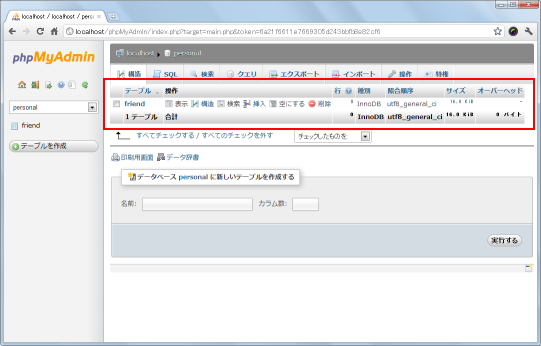 localhost / localhost / perso
localhost/phpMyAdmin/index.php?target=main.php&token=6a21f6611e7669305d243bbfb8e82cf6
phpMyAdmin
personal
friend
テーブルを作成
localhost personal
構造 SQL 検索 クエリ エクスポート インポート 操作 特権
テーブル 操作 行 種別 照合順序 サイズ オーバーヘッド
friend 表示 構造 検索 挿入 空にする 削除 0 InnoDB utf8_general_ci 16.0 KiB -
1 テーブル 合計 0 InnoDB utf8_general_ci 16.0 KiB 0 バイト
すべてチェックする / すべてのチェックを外す チェックしたものを:
印刷用画面 データ辞書
データベース personal に新しいテーブルを作成する
名前: カラム数:
実行する